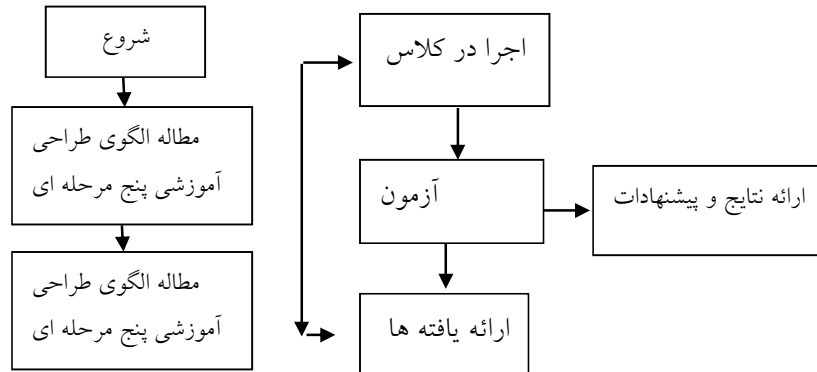 شروع
مطاله الگوی طراحی
آموزشی پنج مرحله ای
مطاله الگوی طراحی
آموزشی پنج مرحله ای
اجرا در کلاس
آزمون
ارائه یافته ها
ارائه نتایج و پیشنهادات